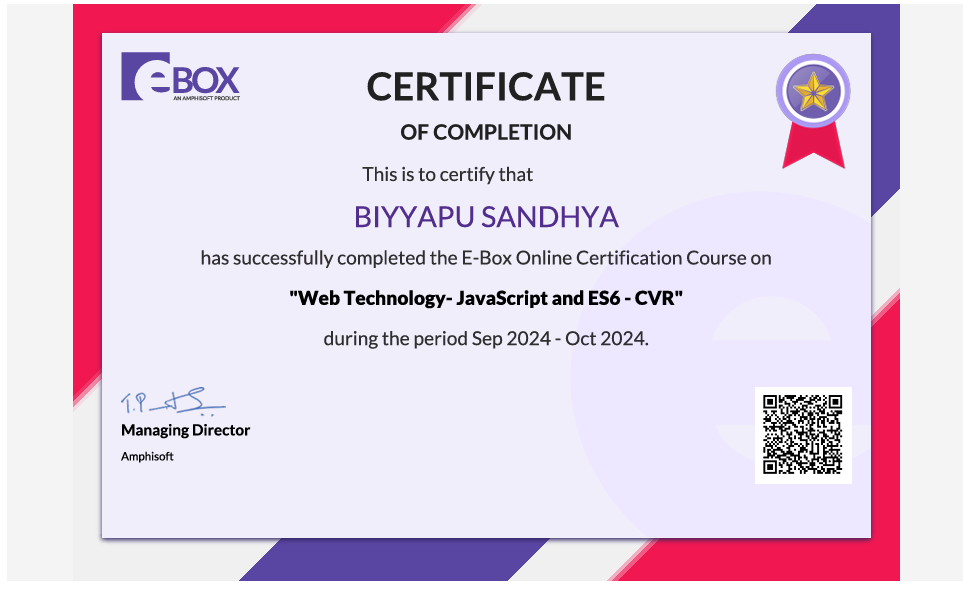 eBOX
AN AMPHISOFT PRODUCT
CERTIFICATE
OF COMPLETION
This is to certify that
BIYYAPU SANDHYA
has successfully completed the E-Box Online Certification Course on
"Web Technology- JavaScript and ES6 - CVR"
during the period Sep 2024 - Oct 2024.
T.P
Managing Director
Amphisoft